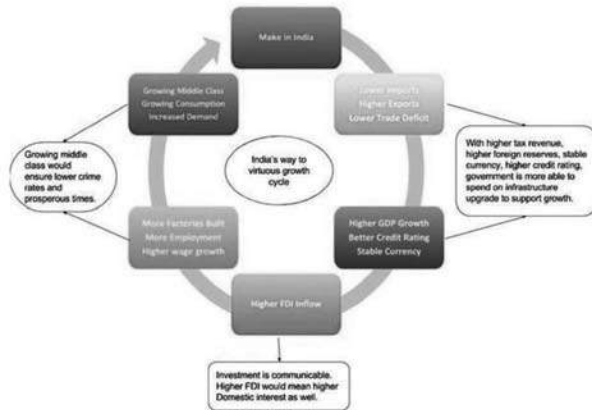 Make in India
Growing Middle Class
Growing Consumption
Increased Demand
Lower Imports
Higher Exports
Lower Trade Deficit
Growing middle
class would
ensure lower crime
rates and
prosperous times.
India's way to
virtuous growth
cycle
With higher tax revenue,
higher foreign reserves, stable
currency, higher credit rating,
government is more able to
spend on infrastructure
upgrade to support growth.
More Factories Built
More Employment
Higher wage growth
Higher GDP Growth
Better Credit Rating
Stable Currency
Higher FDI Inflow
Investment is communicable.
Higher FDI would mean higher
Domestic interest as well.